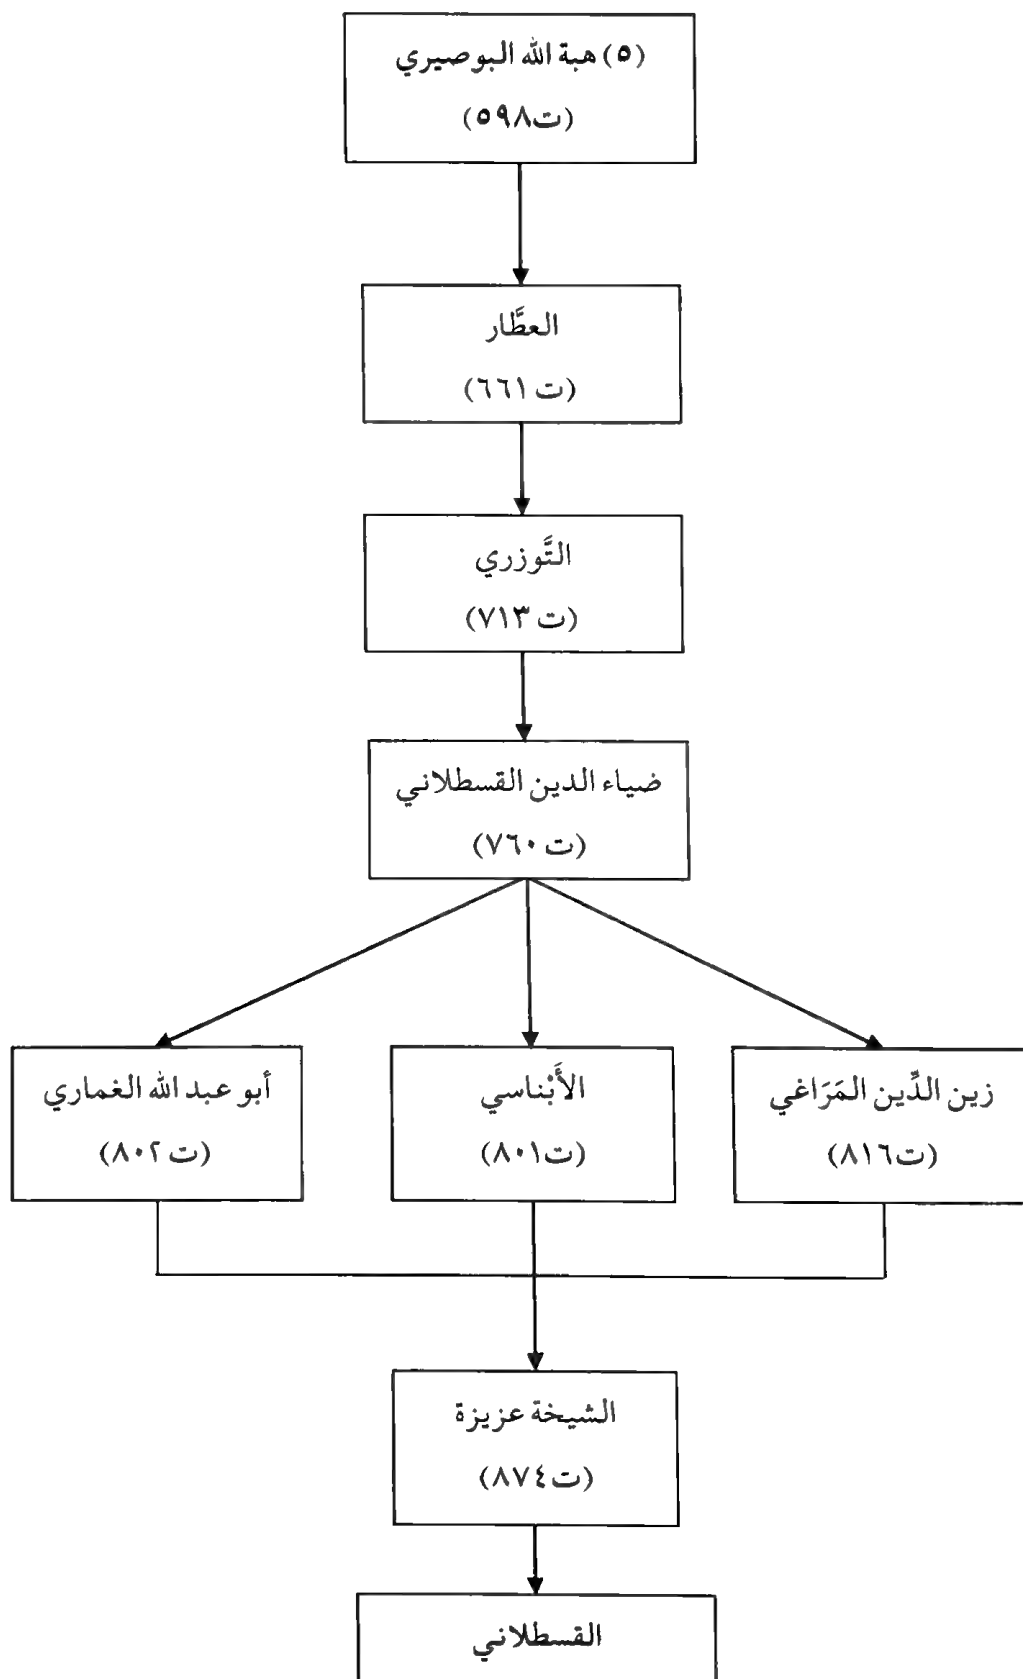 (٥) هبة الله البوصيري
(ت٥٩٨)
العطَّار
(ت ٦٦١)
التَّوزري
(ت ٧١٣)
ضياء الدين القسطلاني
(ت ٧٦٠)
زين الدِّين المَرَاغي
(ت٨١٦)
الأَبْناسي
(ت٨٠١)
أبو عبد الله الغماري
(ت ٨٠٢)
الشيخة عزيزة
(ت٨٧٤)
القسطلاني